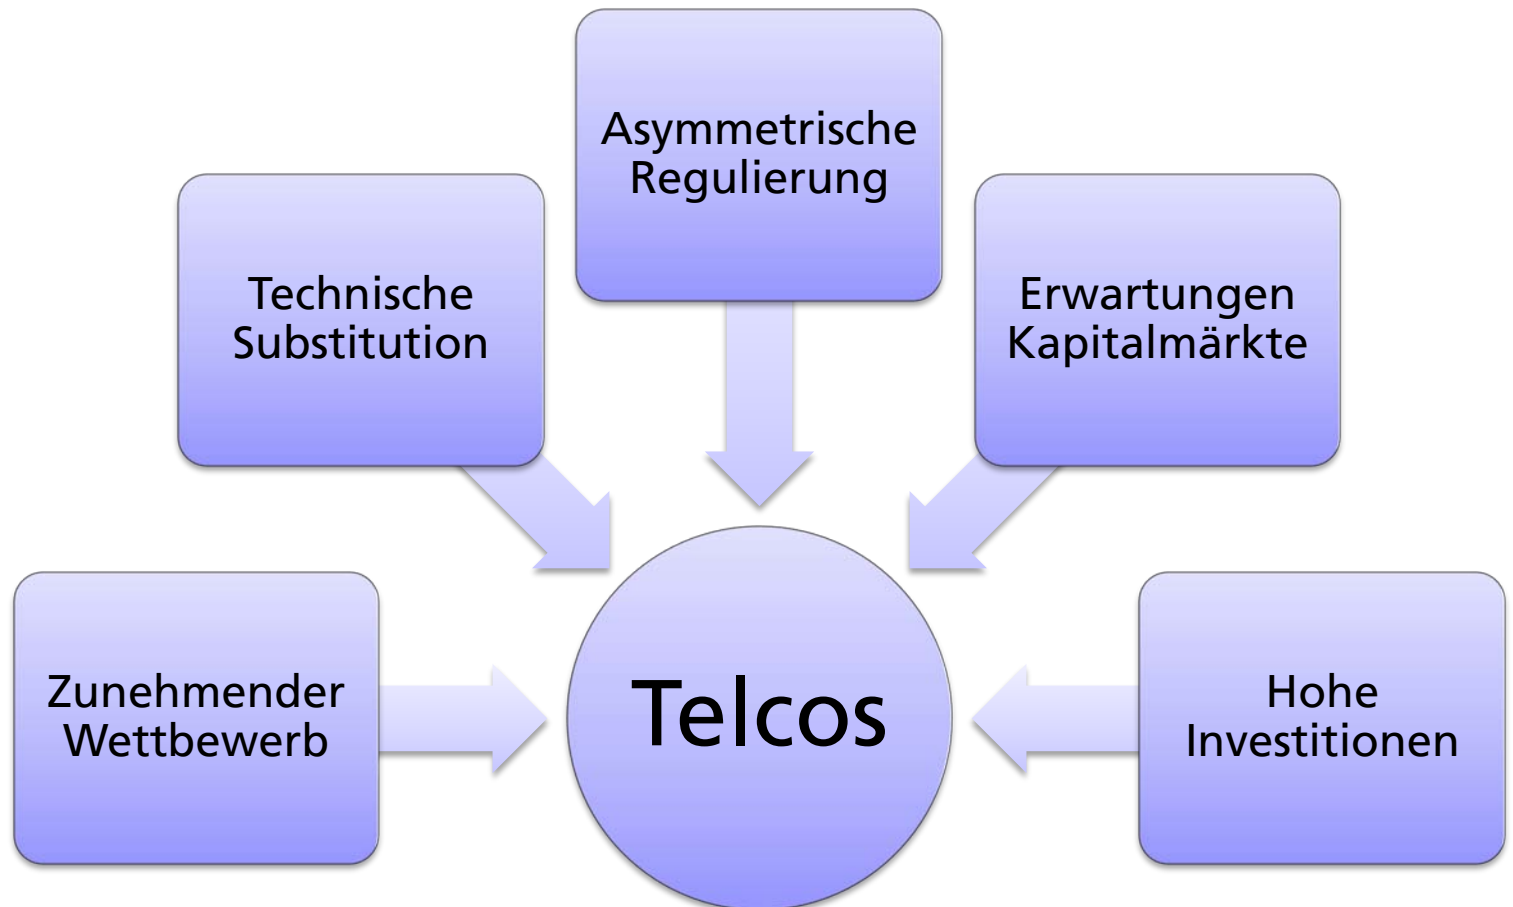 Asymmetrische
Regulierung
Technische
Substitution
Erwartungen
Kapitalmärkte
Zunehmender
Wettbewerb
Telcos
Hohe
Investitionen